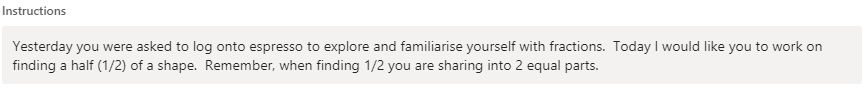 Instructions
Yesterday you were asked to log onto espresso to explore and familiarise yourself with fractions.  Today I would like you to work on
finding a half (1/2) of a shape.  Remember, when finding 1/2 you are sharing into 2 equal parts.